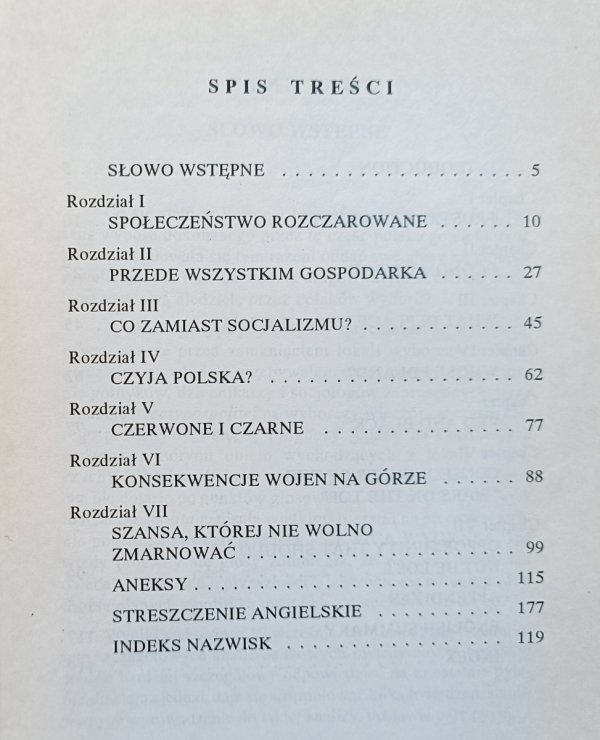 SPIS TREŚCI
SŁOWO WSTĘPNE . . . . . . . . . . . . . . . . . . . 5
Rozdział I
SPOŁECZEŃSTWO ROZCZAROWANE . . . . . . 10
Rozdział II
PRZEDE WSZYSTKIM GOSPODARKA . . . . . . . 27
Rozdział III
CO ZAMIAST SOCJALIZMU? . . . . . . . . . . . . 45
Rozdział IV
CZYJA POLSKA? . . . . . . . . . . . . . . . . . . 62
Rozdział V
CZERWONE I CZARNE . . . . . . . . . . . . . . 77
Rozdział VI
KONSEKWENCJE WOJEN NA GÓRZE . . . . . . . 88
Rozdział VII
SZANSA, KTÓREJ NIE WOLNO
ZMARNOWAĆ . . . . . . . . . . . . . . . . . . . 99
ANEKSY . . . . . . . . . . . . . . . . . . . . . . 115
STRESZCZENIE ANGIELSKIE . . . . . . . . . . . 177
INDEKS NAZWISK . . . . . . . . . . . . . . . . . 119